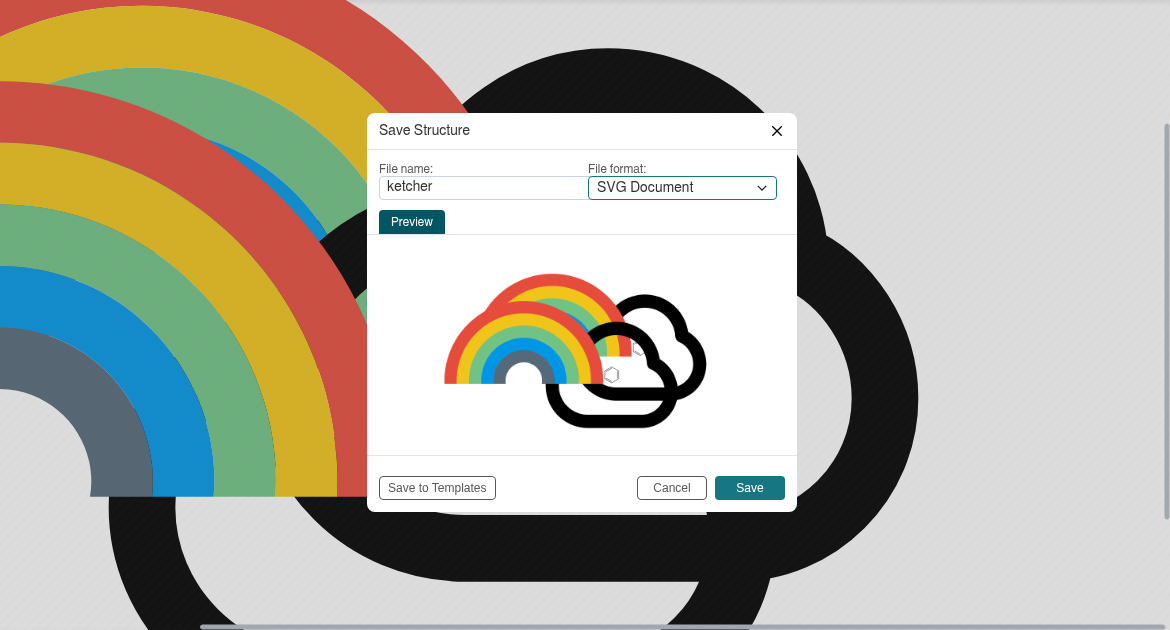 Save Structure
File name:
File format:
ketcher
SVG Document
Preview
Save to Templates
Cancel
Save